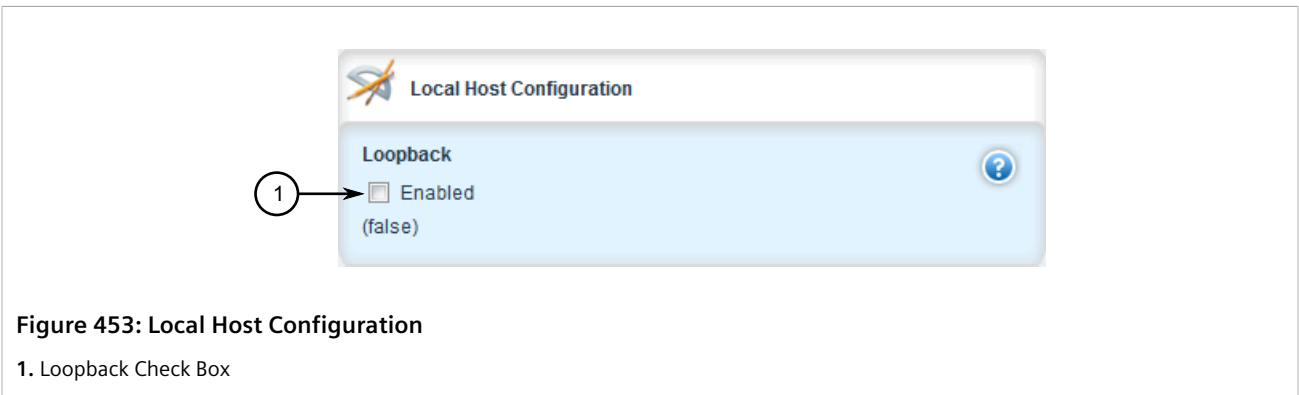 Local Host Configuration
Loopback
?
1
Enabled
(false)
Figure 453: Local Host Configuration
1. Loopback Check Box